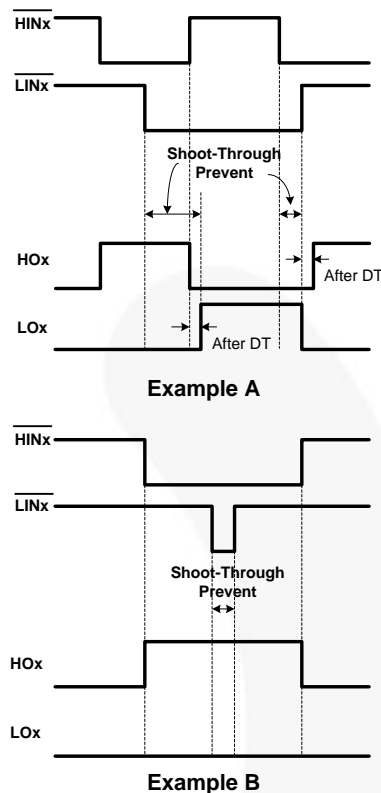 HINx
LINx
Shoot-Through
Prevent
HOx
After DT
LOx
After DT
Example A
HINx
LINx
Shoot-Through
Prevent
HOx
LOx
Example B